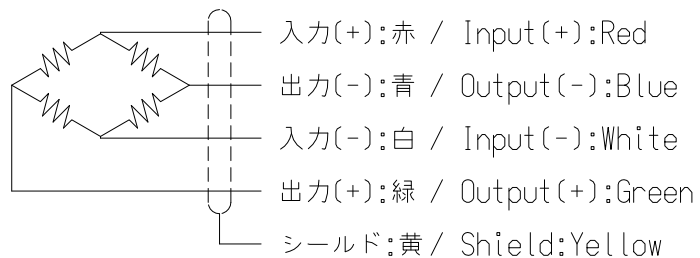 入力(+):赤 / Input(+):Red
出力(-):青 / Output(-):Blue
入力(-):白 / Input(-):White
出力(+):緑 / Output(+):Green
シールド:黄 / Shield:Yellow